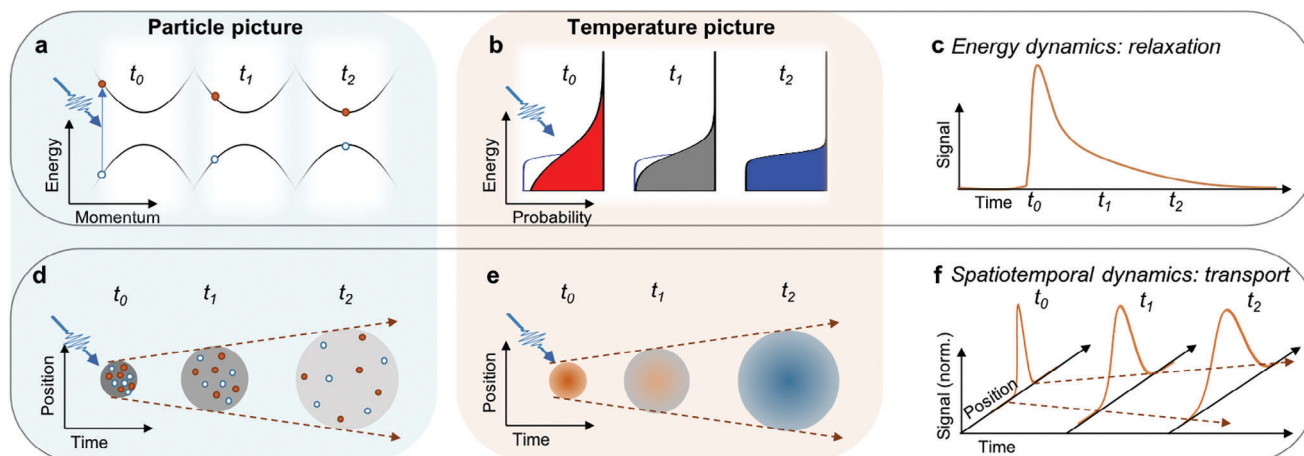 Particle picture
Temperature picture
a
t0
t1
t2
Energy
Momentum
b
t0
t1
t2
Energy
Probability
c Energy dynamics: relaxation
Signal
Time
t0
t1
t2
d
t0
t1
t2
Position
Time
e
t0
t1
t2
Position
Time
f Spatiotemporal dynamics: transport
t0
t1
t2
Signal (norm.)
Position
Time